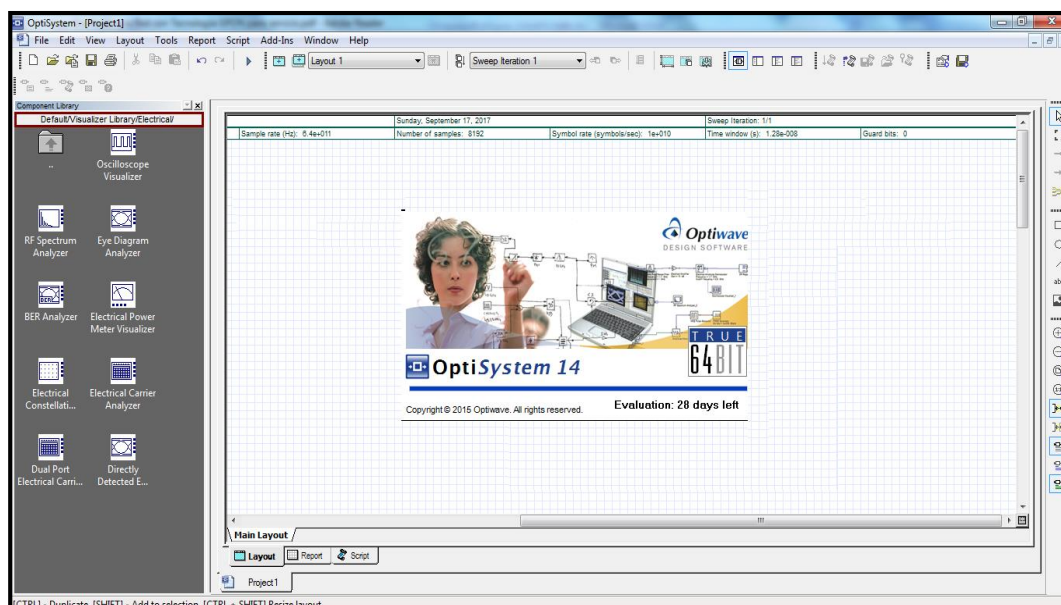 OptiSystem - [Project1]
File Edit View Layout Tools Report Script Add-Ins Window Help
Layout 1
Sweep Iteration 1
Component Library
Default/Visualizer Library/Electrical/
..
Oscilloscope
Visualizer
RF Spectrum
Analyzer
Eye Diagram
Analyzer
BER Analyzer
Electrical Power
Meter Visualizer
Electrical
Constellati...
Electrical Carrier
Analyzer
Dual Port
Electrical Carri...
Directly
Detected E...
Sunday, September 17, 2017
Sweep Iteration: 1/1
Sample rate (Hz): 6.4e+011
Number of samples: 8192
Symbol rate (symbols/sec): 1e+010
Time window (s): 1.28e-008
Guard bits: 0
Optiwave
DESIGN SOFTWARE
TRUE
64BIT
OptiSystem 14
Copyright © 2015 Optiwave. All rights reserved.
Evaluation: 28 days left
Main Layout
Layout Report Script
Project1
[CTRL] - Duplicate, [SHIFT] - Add to selection, [CTRL + SHIFT] Resize layout